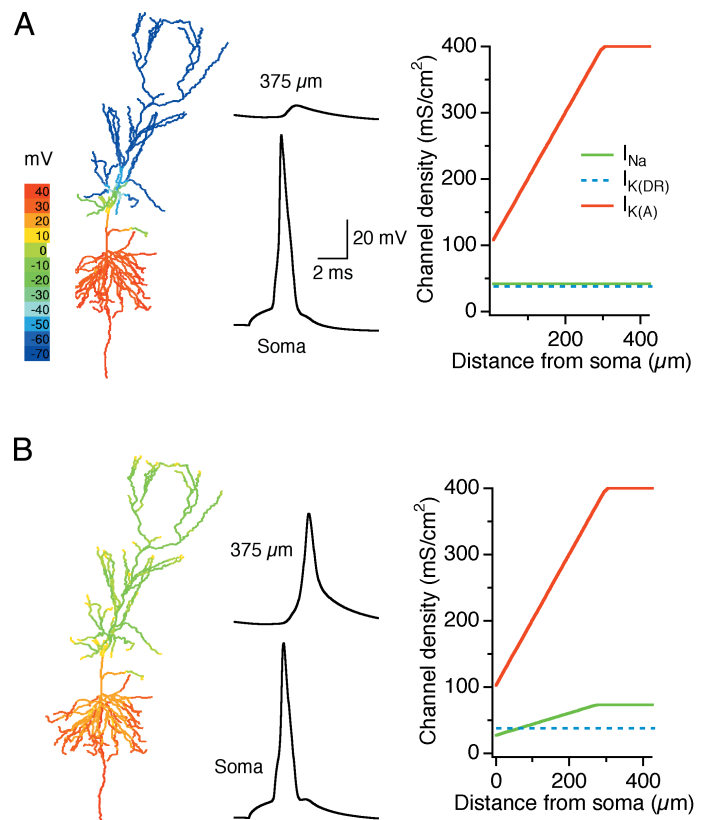 A
mV
40
30
20
10
0
-10
-20
-30
-40
-50
-60
-70
375 µm
20 mV
2 ms
Soma
Channel density (mS/cm²)
400
300
200
100
0
I_Na
I_K(DR)
I_K(A)
200 400
Distance from soma (µm)
B
375 µm
Soma
Channel density (mS/cm²)
400
300
200
100
0
0 200 400
Distance from soma (µm)